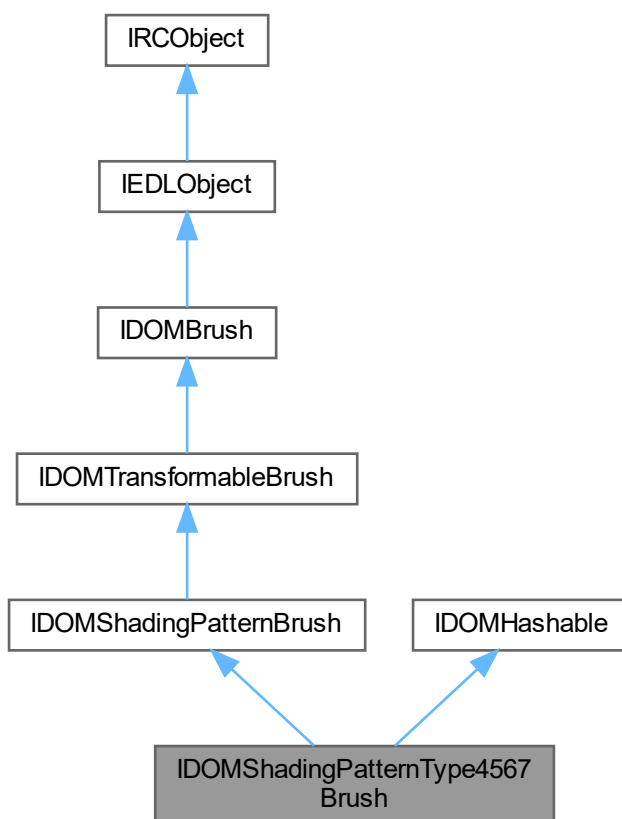 IRCObject
IEDLObject
IDOMBrush
IDOMTransformableBrush
IDOMShadingPatternBrush
IDOMHashable
IDOMShadingPatternType4567
Brush